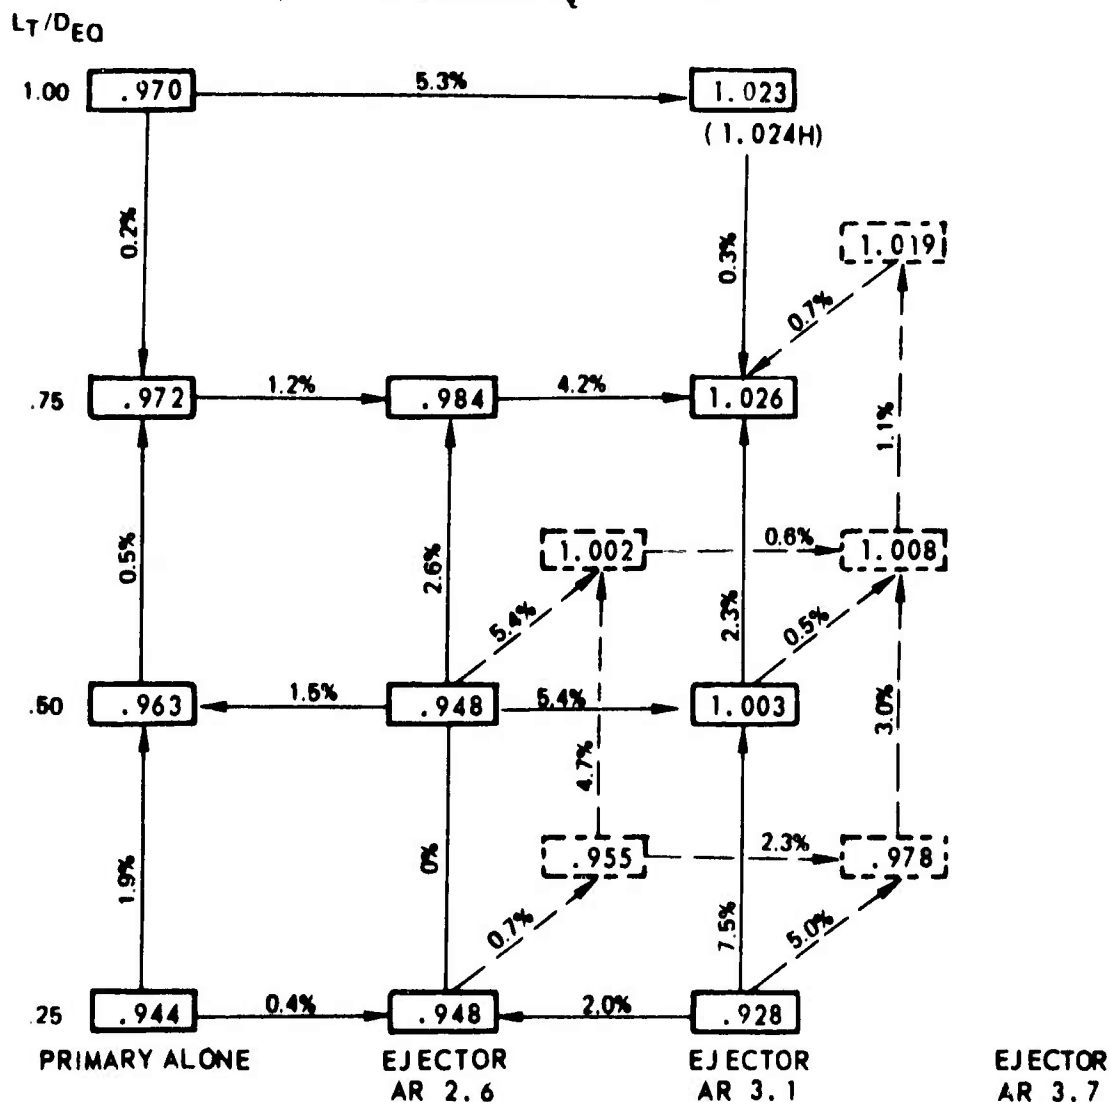 LT/DEQ
1.00 .970 5.3% 1.023
(1.024H)
0.2% 0.3% 1.019
0.7%
.75 .972 1.2% .984 4.2% 1.026
1.1%
0.5% 2.6% 1.002 0.6% 1.008
5.4% 2.3% 0.5%
.50 .963 1.5% .948 5.4% 1.003
4.7% 3.0%
1.9% 0% .955 2.3% .978
0.7% 7.5% 5.0%
.25 .944 0.4% .948 2.0% .928
PRIMARY ALONE EJECTOR EJECTOR EJECTOR
AR 2.6 AR 3.1 AR 3.7